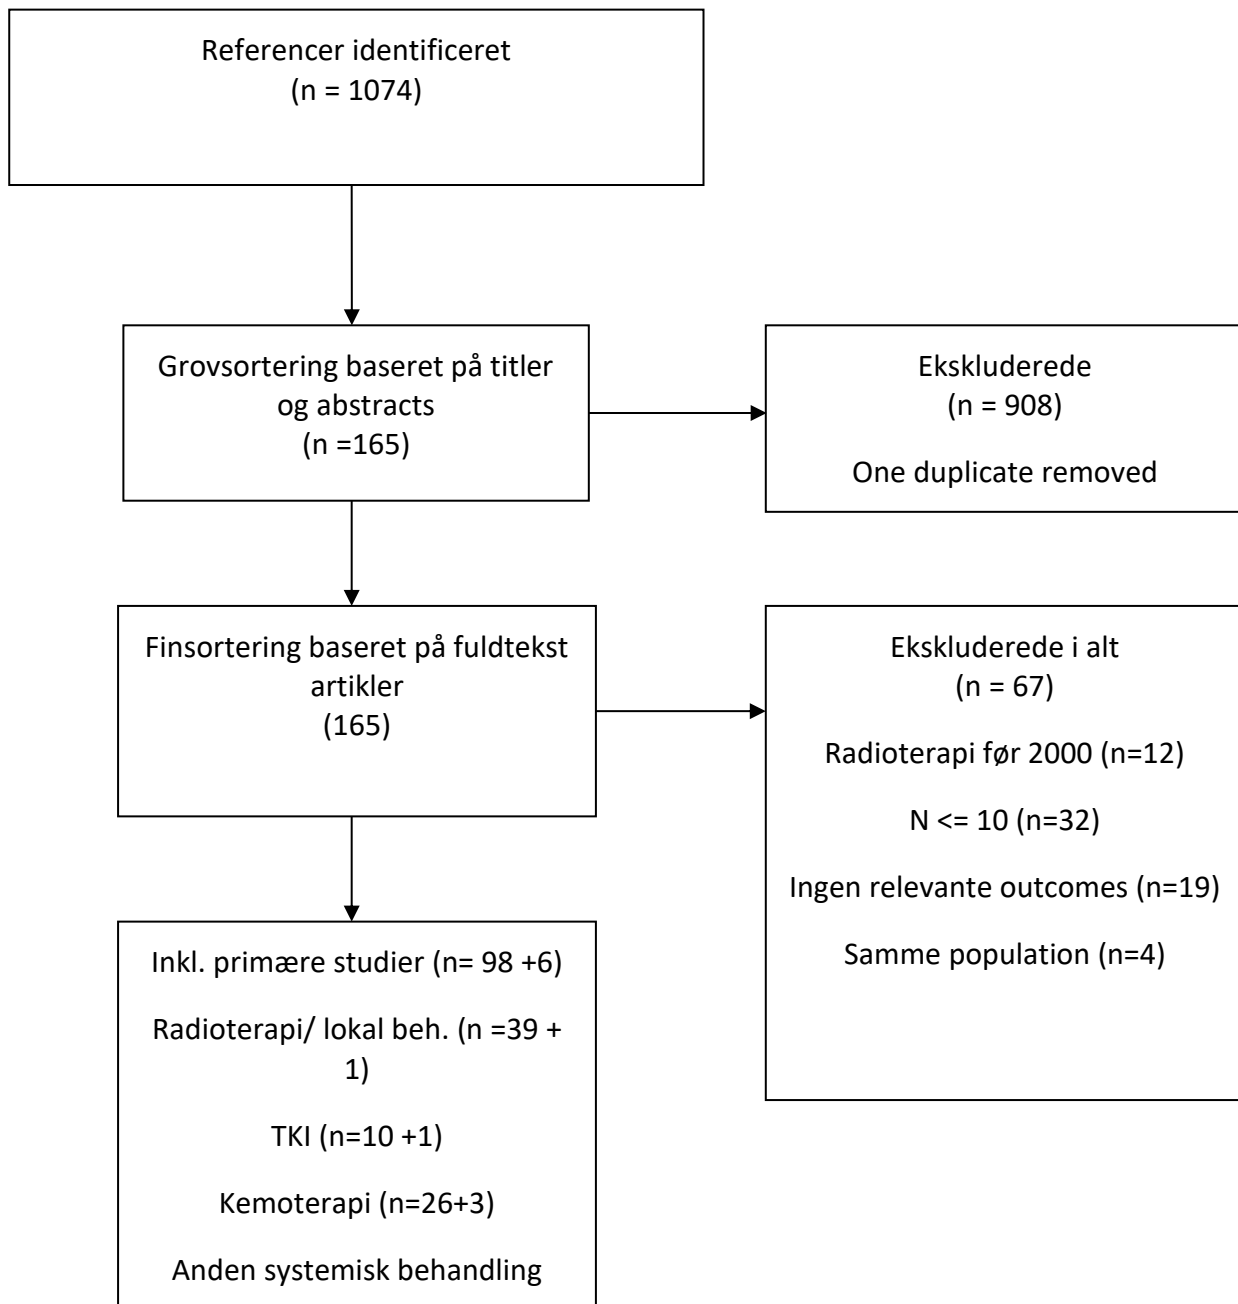 Referencer identificeret
(n = 1074)
Grovsortering baseret på titler
og abstracts
(n =165)
Ekskluderede
(n = 908)
One duplicate removed
Finsortering baseret på fuldtekst
artikler
(165)
Ekskluderede i alt
(n = 67)
Radioterapi før 2000 (n=12)
N <= 10 (n=32)
Ingen relevante outcomes (n=19)
Samme population (n=4)
Inkl. primære studier (n= 98 +6)
Radioterapi/ lokal beh. (n =39 +
1)
TKI (n=10 +1)
Kemoterapi (n=26+3)
Anden systemisk behandling